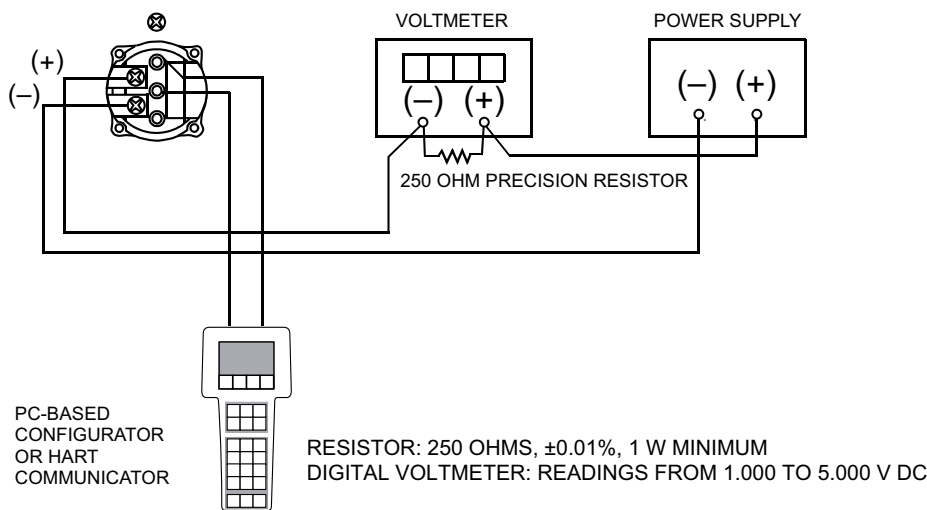 VOLTMETER
POWER SUPPLY
(+)
(–)
(–) (+)
(–) (+)
250 OHM PRECISION RESISTOR
PC-BASED
CONFIGURATOR
OR HART
COMMUNICATOR
RESISTOR: 250 OHMS, ±0.01%, 1 W MINIMUM
DIGITAL VOLTMETER: READINGS FROM 1.000 TO 5.000 V DC